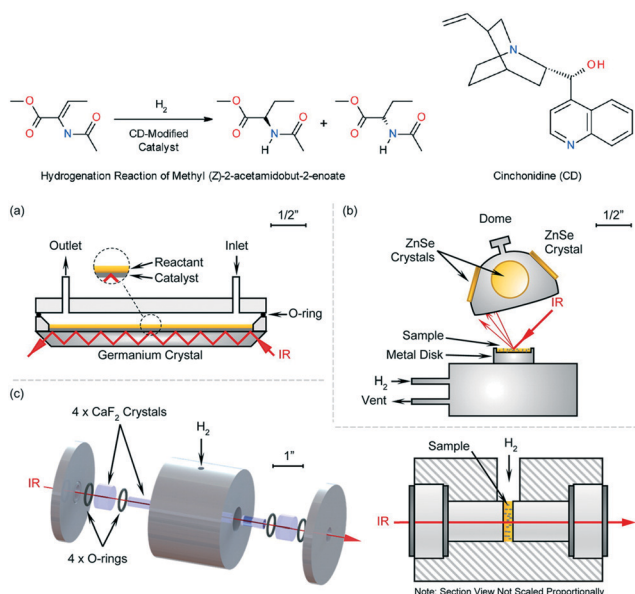 H2
CD-Modified
Catalyst
+
OH
N
O
O
N
H
O
O
O
N
H
O
O
O
N
H
O
N
Hydrogenation Reaction of Methyl (Z)-2-acetamidobut-2-enoate
Cinchonidine (CD)
(a)
1/2"
Outlet
Reactant
Catalyst
Inlet
O-ring
Germanium Crystal
IR
(b)
1/2"
Dome
ZnSe
Crystals
ZnSe
Crystal
IR
Sample
Metal Disk
H2
Vent
(c)
4 x CaF2 Crystals
H2
1"
IR
4 x O-rings
Sample
H2
IR
Note: Section View Not Scaled Proportionally